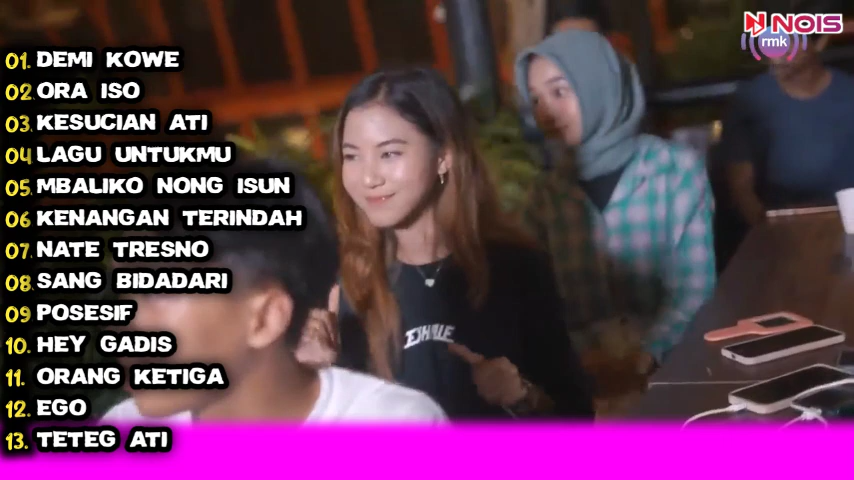 NOIS
rmk
01. DEMI KOWE
02. ORA ISO
03. KESUCIAN ATI
04. LAGU UNTUKMU
05. MBALIKO NONG ISUN
06. KENANGAN TERINDAH
07. NATE TRESNO
08. SANG BIDADARI
09 POSESIF
10. HEY GADIS
11. ORANG KETIGA
12. EGO
13. TETEG ATI